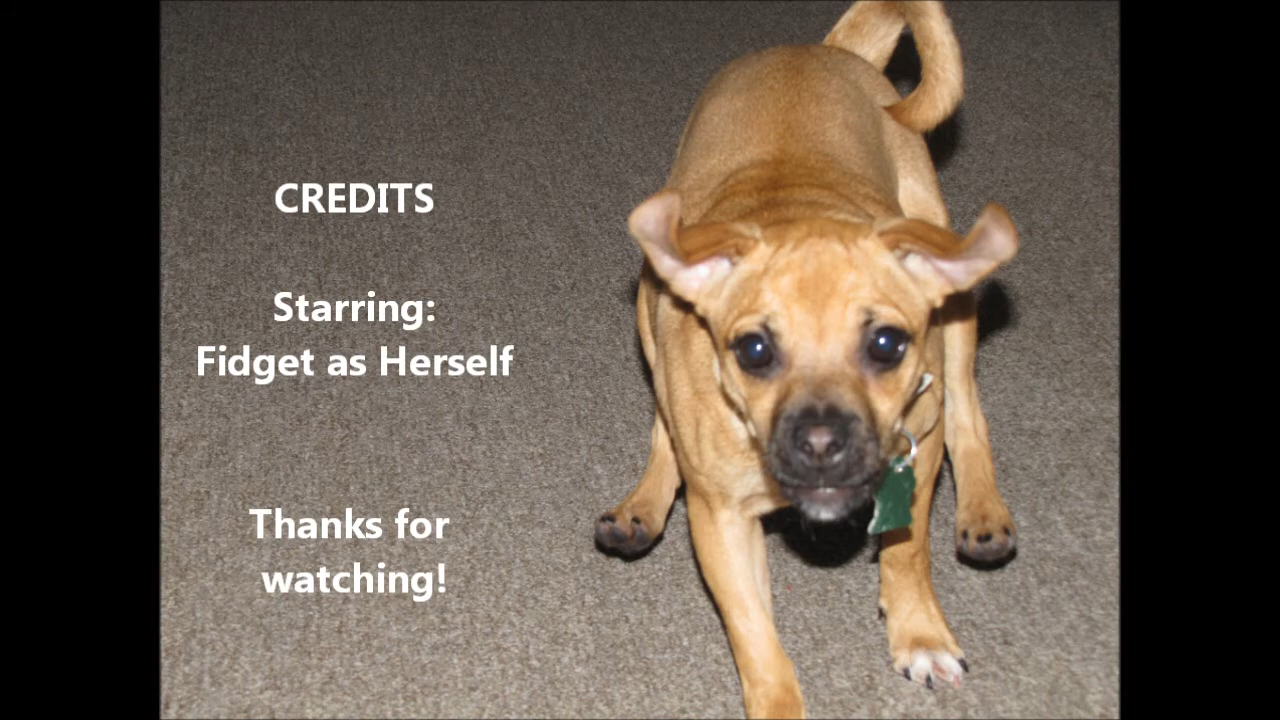 CREDITS
Starring:
Fidget as Herself
Thanks for
watching!